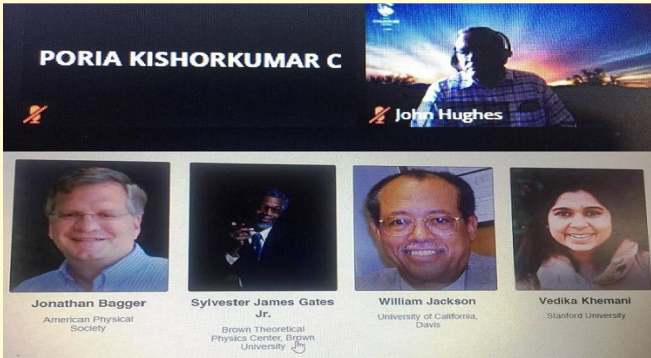 PORIA KISHORKUMAR C
John Hughes
Jonathan Bagger
American Physical
Society
Sylvester James Gates
Jr.
Brown Theoretical
Physics Center, Brown
University
William Jackson
University of California,
Davis
Vedika Khemani
Stanford University